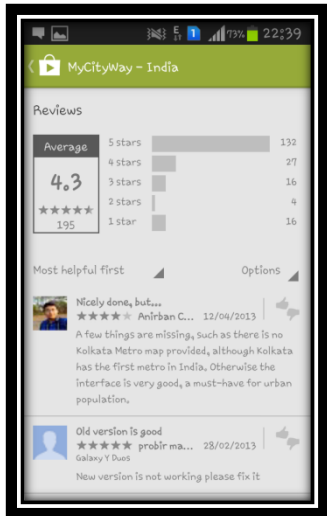 E 1 73% 22:39
MyCityWay - India
Reviews
Average
4.3
195
5 stars 132
4 stars 27
3 stars 16
2 stars 4
1 star 16
Most helpful first Options
Nicely done, but...
Anirban C... 12/04/2013
A few things are missing, such as there is no
Kolkata Metro map provided, although Kolkata
has the first metro in India. Otherwise the
interface is very good, a must-have for urban
population.
Old version is good
probir ma... 28/02/2013
Galaxy Y Duos
New version is not working please fix it